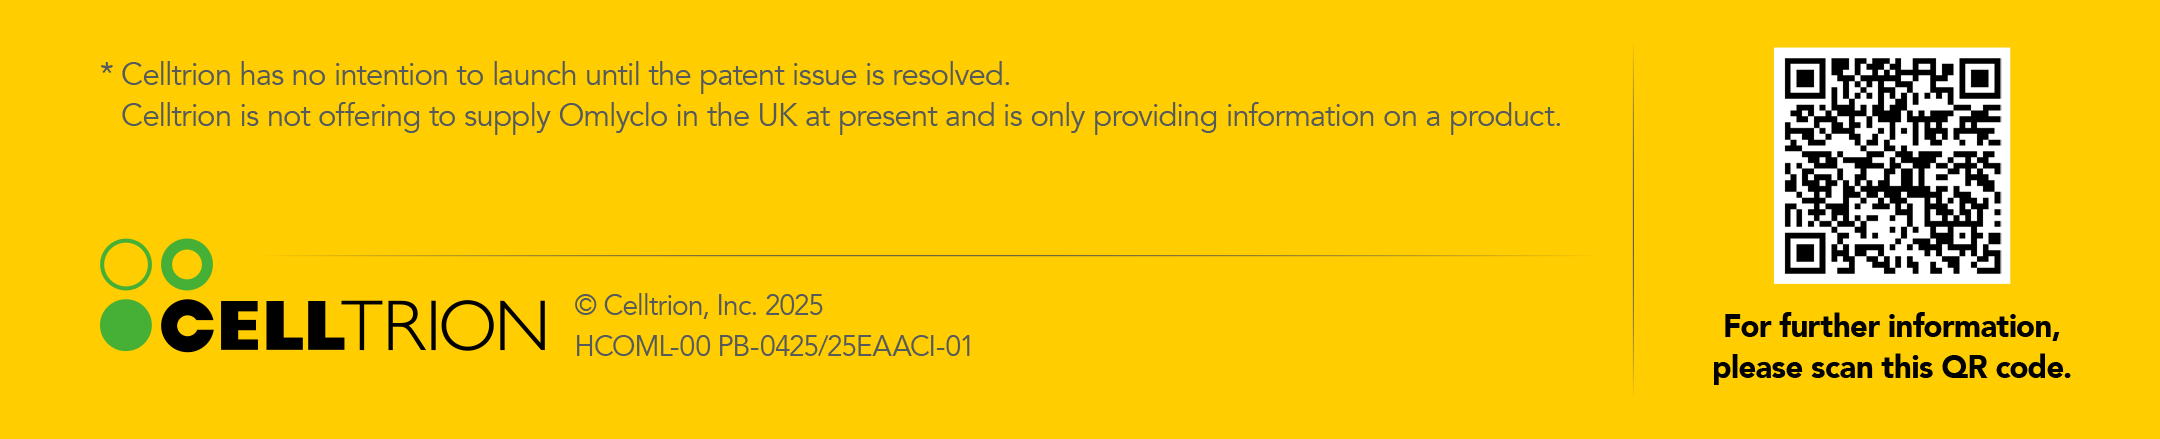 * Celltrion has no intention to launch until the patent issue is resolved.
Celltrion is not offering to supply Omlyclo in the UK at present and is only providing information on a product.
CELLTRION
© Celltrion, Inc. 2025
HCOML-00 PB-0425/25EAACI-01
For further information,
please scan this QR code.